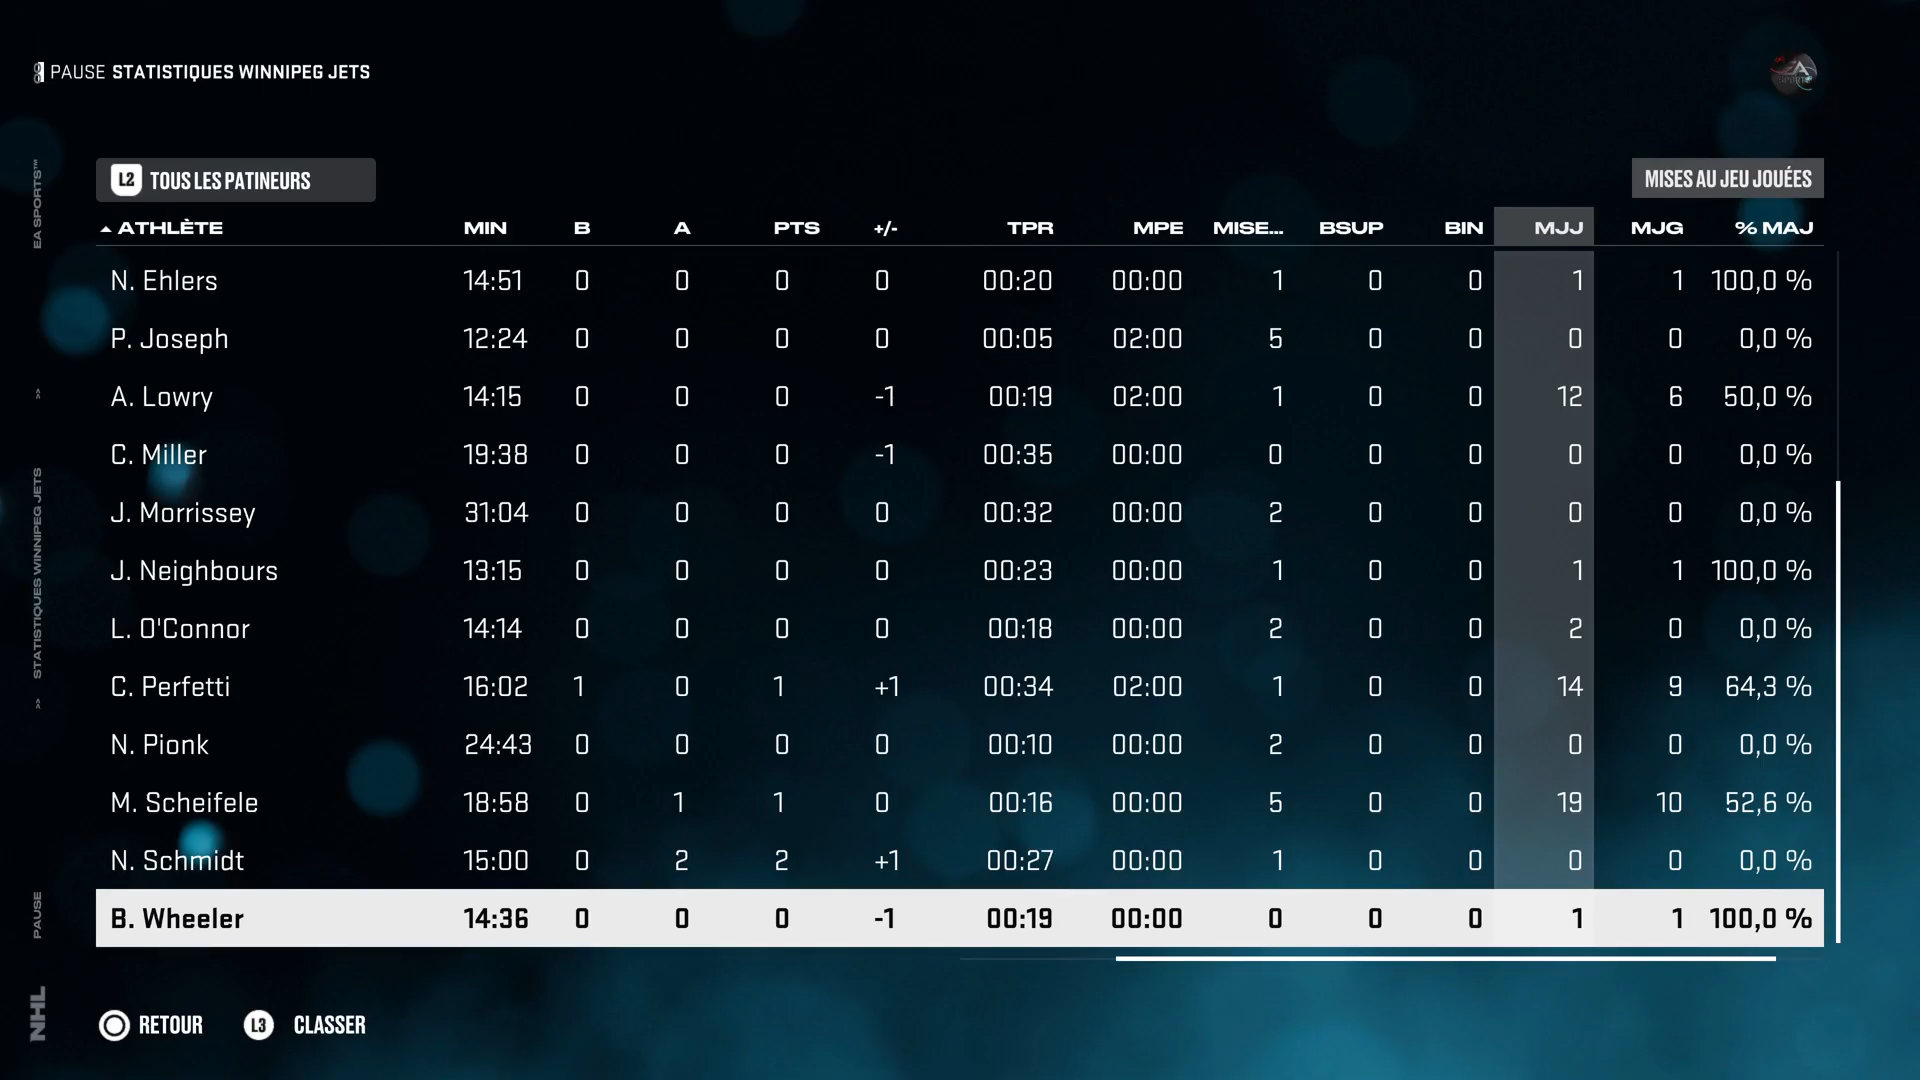 PAUSE STATISTIQUES WINNIPEG JETS
L2 TOUS LES PATINEURS
MISES AU JEU JOUÉES
ATHLÈTE MIN B A PTS +/- TPR MPE MISE... BSUP BIN MJJ MJG % MAJ
N. Ehlers 14:51 0 0 0 0 00:20 00:00 1 0 0 1 1 100,0 %
P. Joseph 12:24 0 0 0 0 00:05 02:00 5 0 0 0 0 0,0 %
A. Lowry 14:15 0 0 0 -1 00:19 02:00 1 0 0 12 6 50,0 %
C. Miller 19:38 0 0 0 -1 00:35 00:00 0 0 0 0 0 0,0 %
J. Morrissey 31:04 0 0 0 0 00:32 00:00 2 0 0 0 0 0,0 %
J. Neighbours 13:15 0 0 0 0 00:23 00:00 1 0 0 1 1 100,0 %
L. O'Connor 14:14 0 0 0 0 00:18 00:00 2 0 0 2 0 0,0 %
C. Perfetti 16:02 1 0 1 +1 00:34 02:00 1 0 0 14 9 64,3 %
N. Pionk 24:43 0 0 0 0 00:10 00:00 2 0 0 0 0 0,0 %
M. Scheifele 18:58 0 1 1 0 00:16 00:00 5 0 0 19 10 52,6 %
N. Schmidt 15:00 0 2 2 +1 00:27 00:00 1 0 0 0 0 0,0 %
B. Wheeler 14:36 0 0 0 -1 00:19 00:00 0 0 0 1 1 100,0 %
RETOUR L3 CLASSER
EA SPORTS™
STATISTIQUES WINNIPEG JETS
PAUSE
NHL